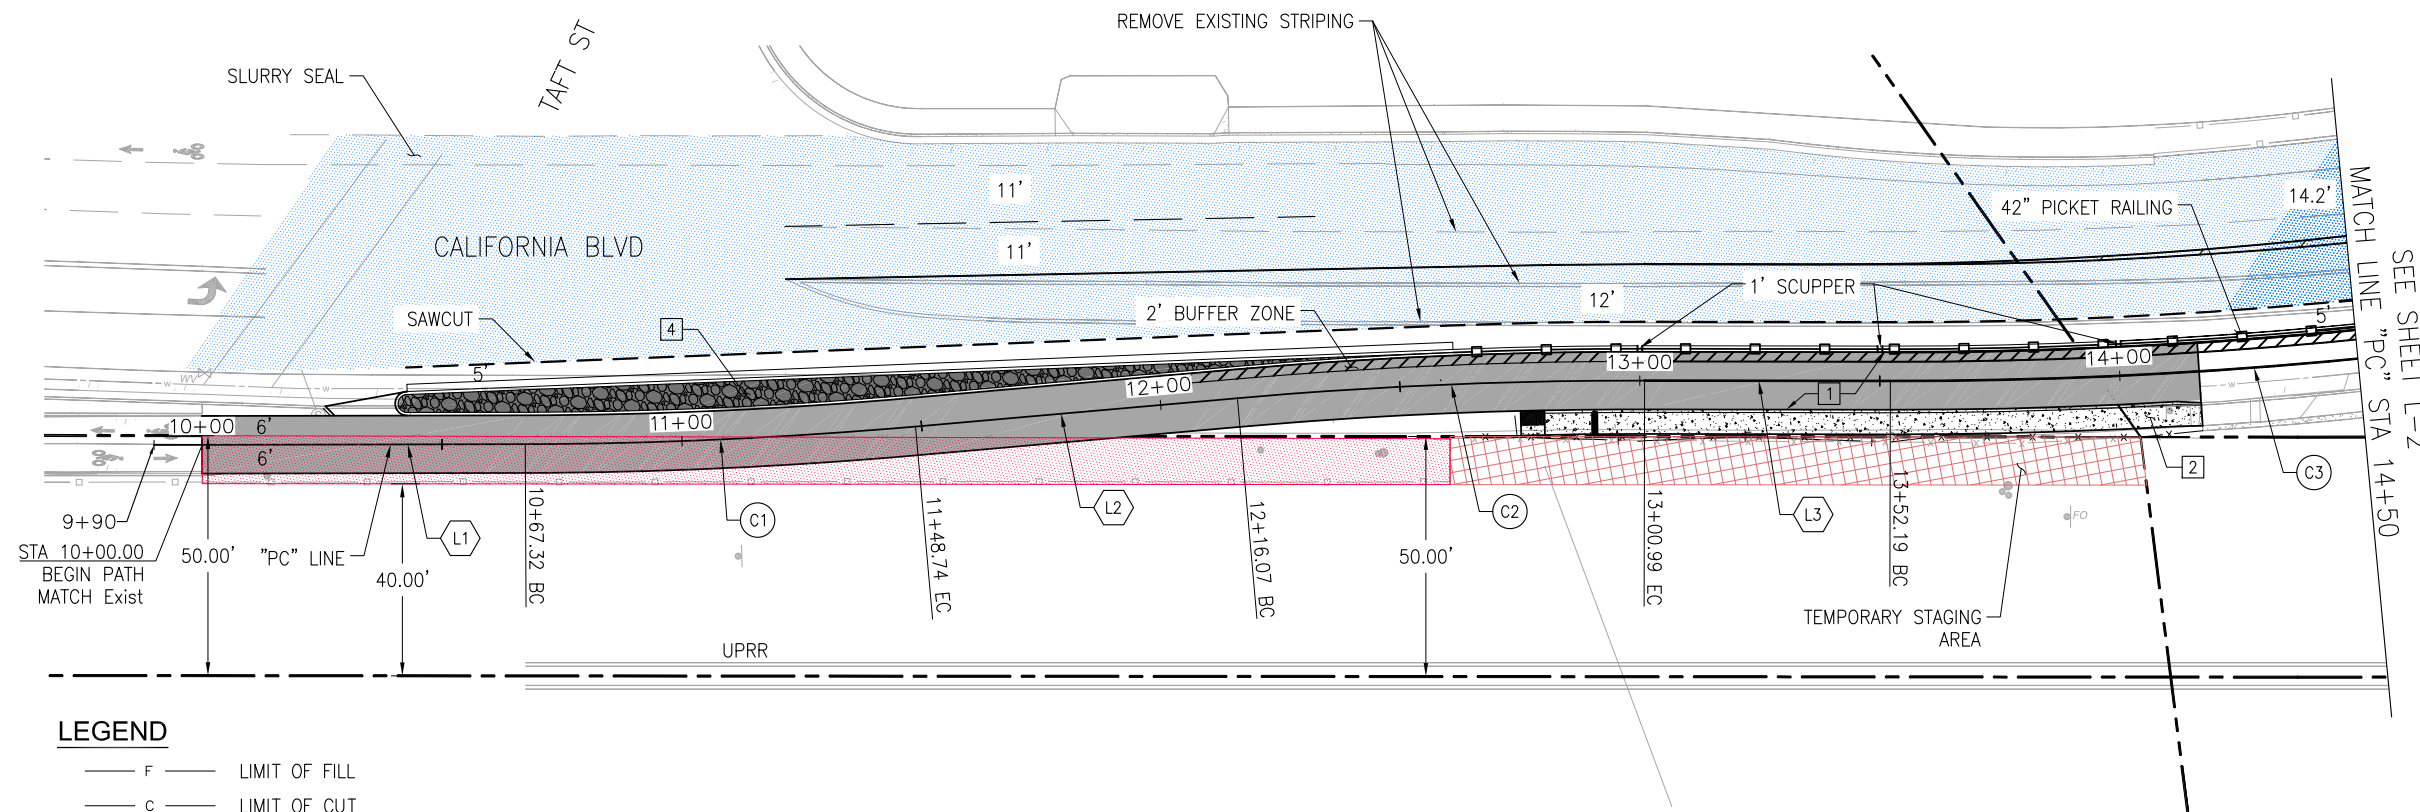 REMOVE EXISTING STRIPING
TAFT ST
SLURRY SEAL
11'
14.2'
42" PICKET RAILING
MATCH LINE "PC" STA 14+50
SEE SHEET L-2
CALIFORNIA BLVD
11'
12'
1' SCUPPER
2' BUFFER ZONE
SAWCUT
4
5'
5'
13+00
14+00
12+00
1
WV
W
W
W
10+00
6'
11+00
6'
2
C3
9+90
STA 10+00.00
BEGIN PATH
MATCH Exist
50.00'
"PC" LINE
L1
40.00'
10+67.32 BC
C1
11+48.74 EC
L2
12+16.07 BC
50.00'
C2
13+00.99 EC
L3
13+52.19 BC
FO
TEMPORARY STAGING
AREA
UPRR
LEGEND
F LIMIT OF FILL
C LIMIT OF CUT